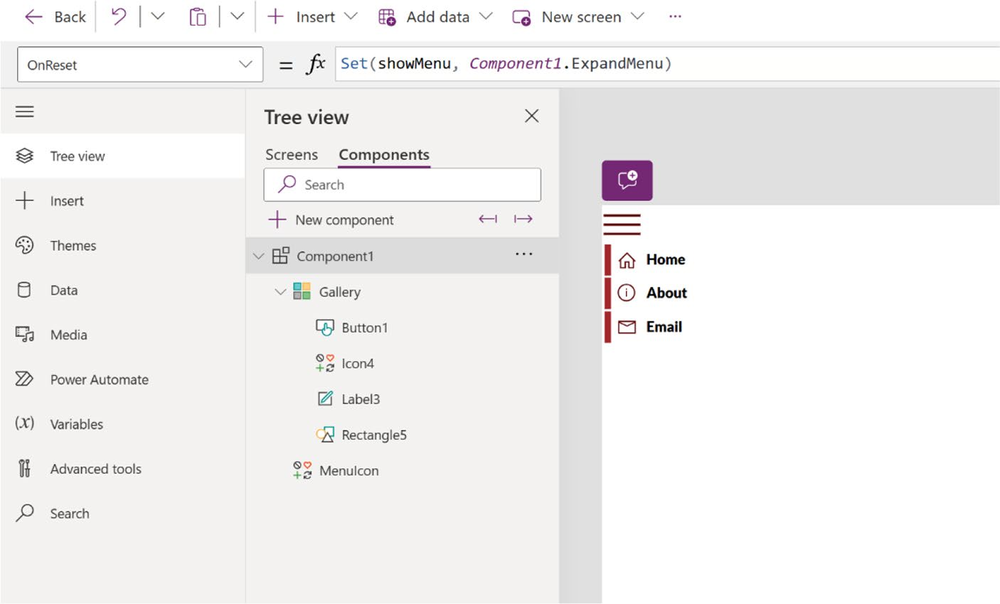 Back
Insert
Add data
New screen
...
OnReset
= fx Set(showMenu, Component1.ExpandMenu)
Tree view
Insert
Themes
Data
Media
Power Automate
(x) Variables
Advanced tools
Search
Tree view
Screens Components
Search
New component
Component1 ...
Gallery
Button1
Icon4
Label3
Rectangle5
MenuIcon
Home
About
Email